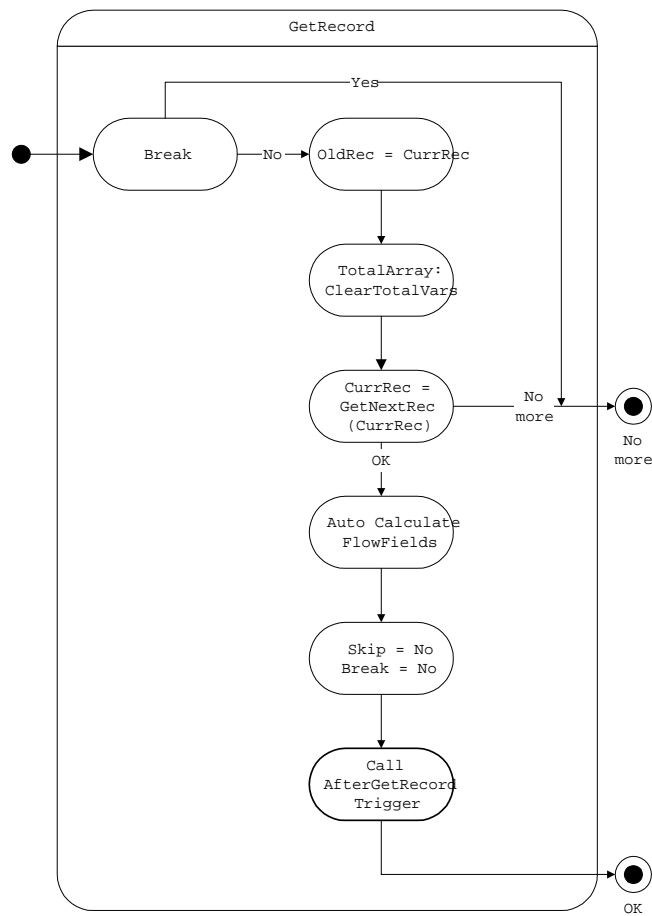 GetRecord
Yes
Break
No
OldRec = CurrRec
TotalArray:
ClearTotalVars
CurrRec =
GetNextRec
(CurrRec)
No
more
No
more
OK
Auto Calculate
FlowFields
Skip = No
Break = No
Call
AfterGetRecord
Trigger
OK